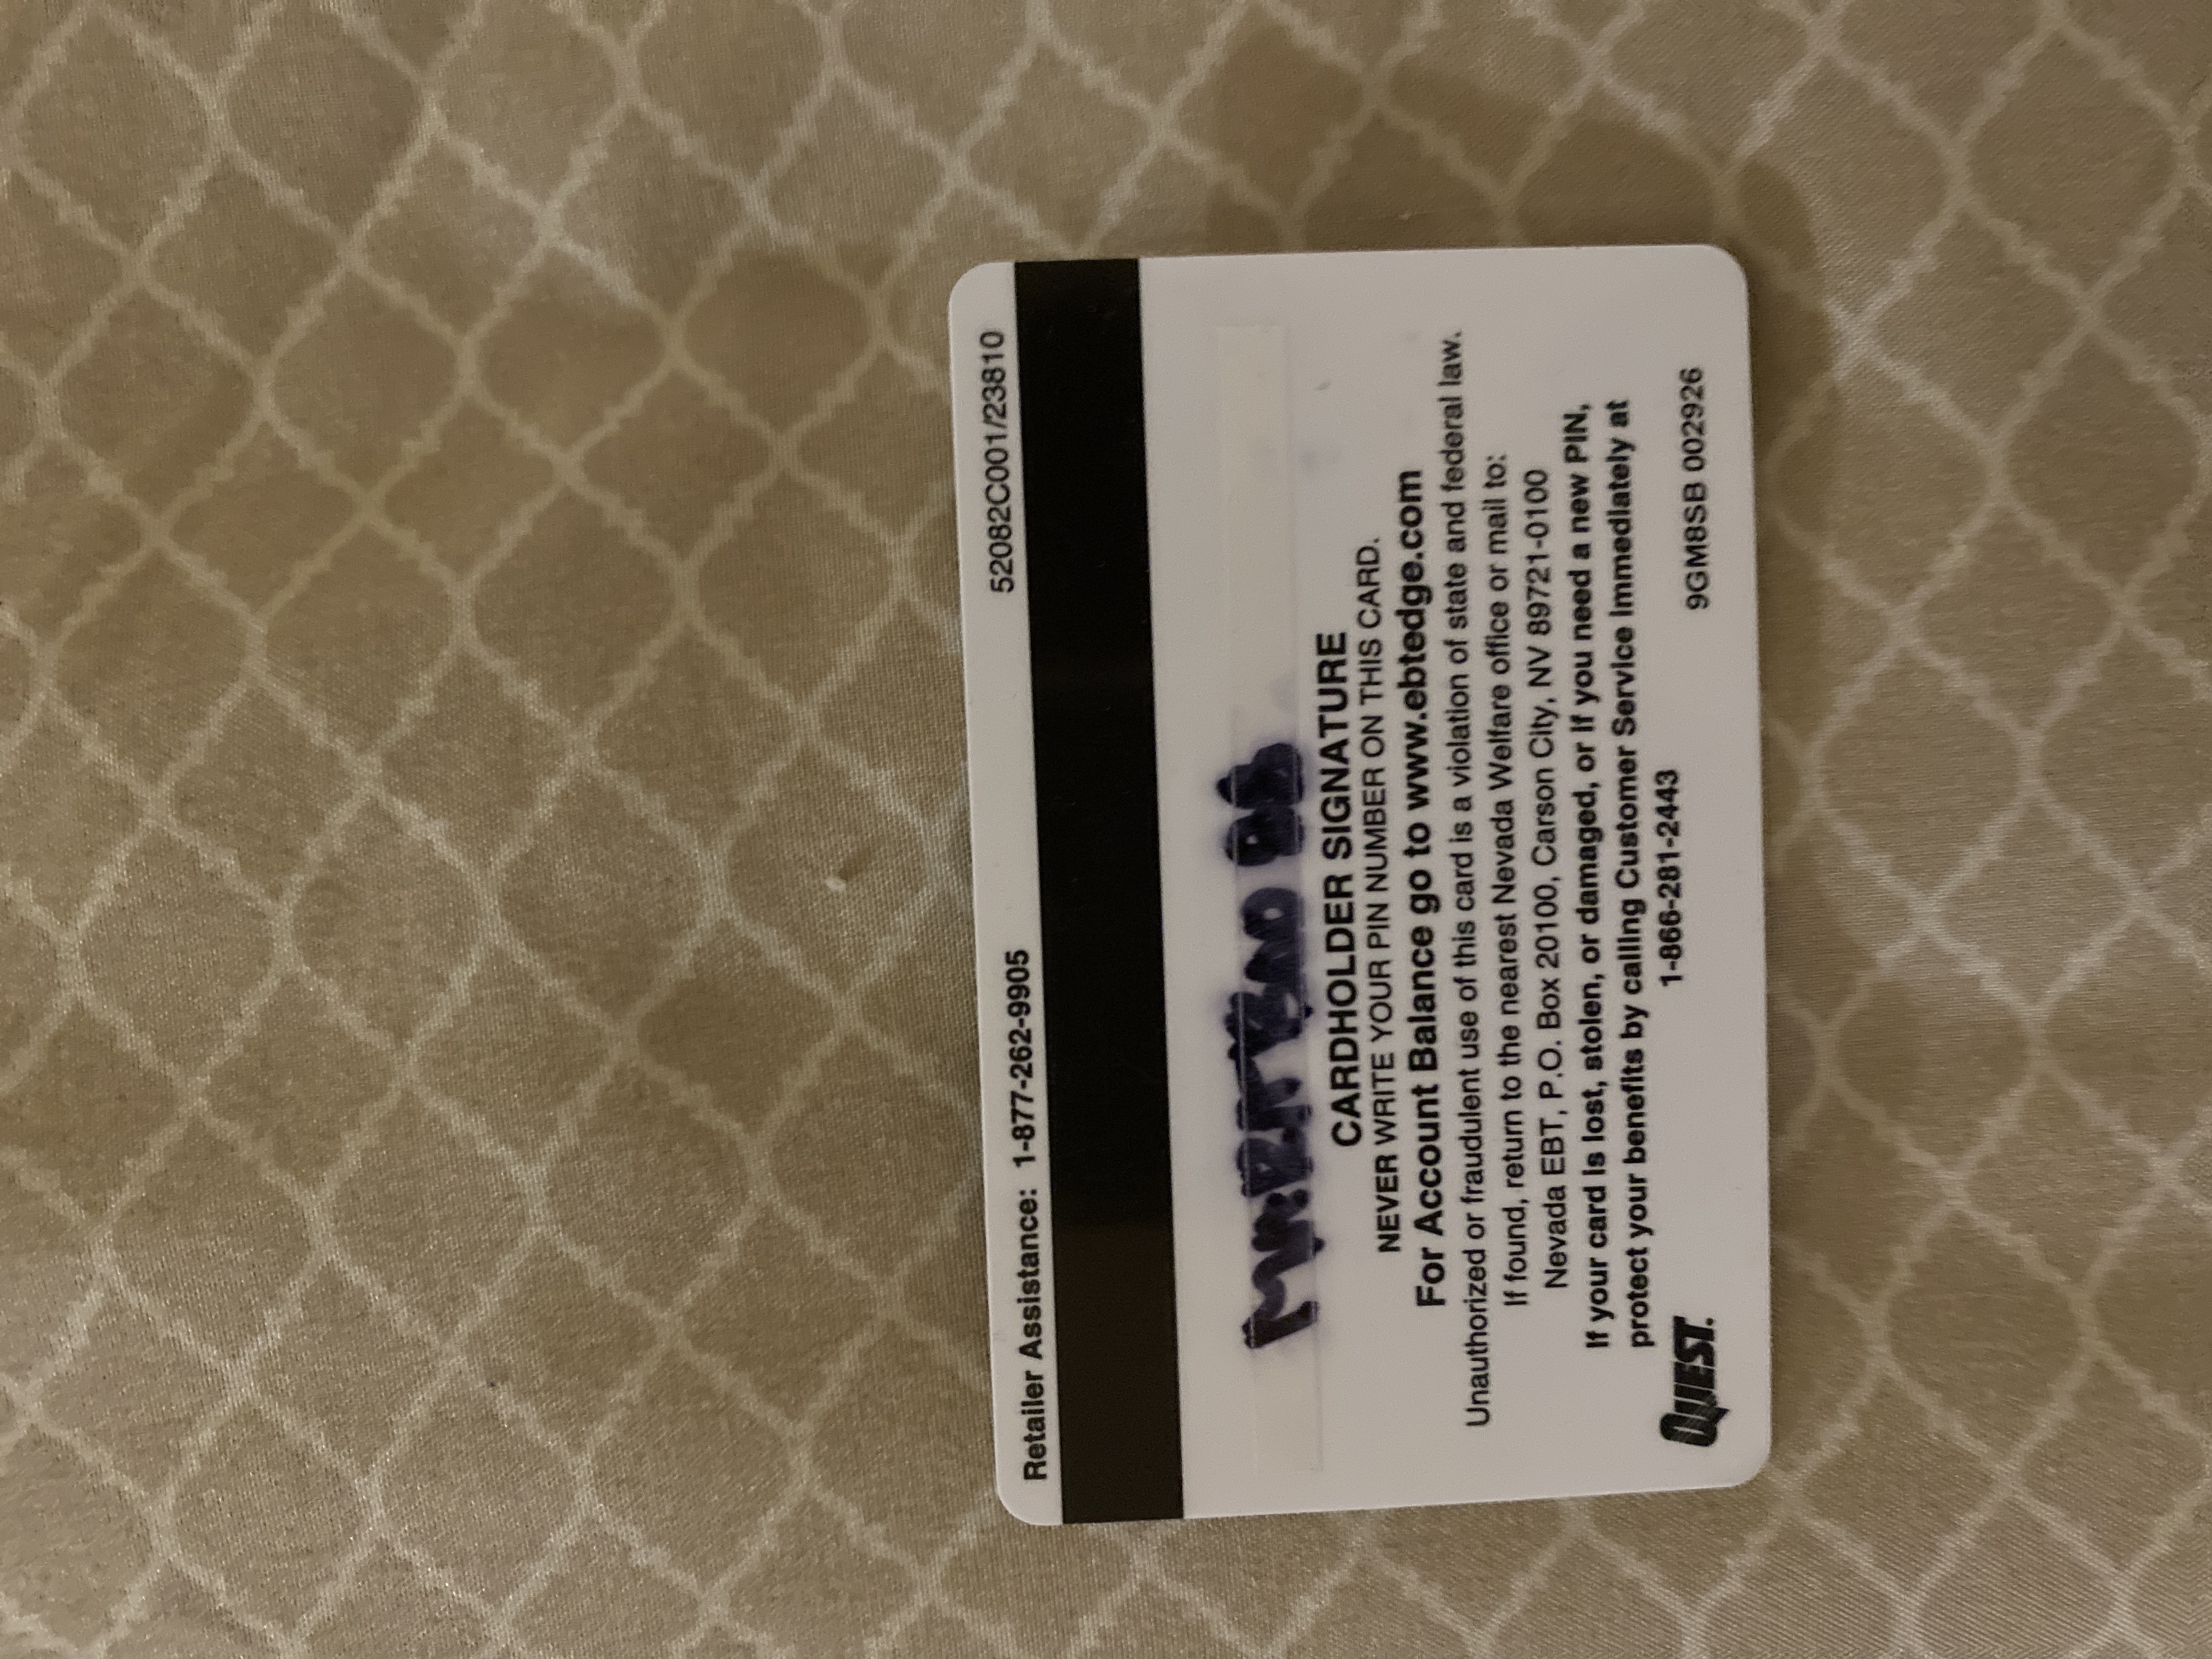 Retailer Assistance: 1-877-262-9905 52082C001/23810
CARDHOLDER SIGNATURE
NEVER WRITE YOUR PIN NUMBER ON THIS CARD.
For Account Balance go to www.ebtedge.com
Unauthorized or fraudulent use of this card is a violation of state and federal law.
If found, return to the nearest Nevada Welfare office or mail to:
Nevada EBT, P.O. Box 20100, Carson City, NV 89721-0100
If your card is lost, stolen, or damaged, or if you need a new PIN,
protect your benefits by calling Customer Service immediately at
QUEST. 1-866-281-2443 9GM8SB 002926